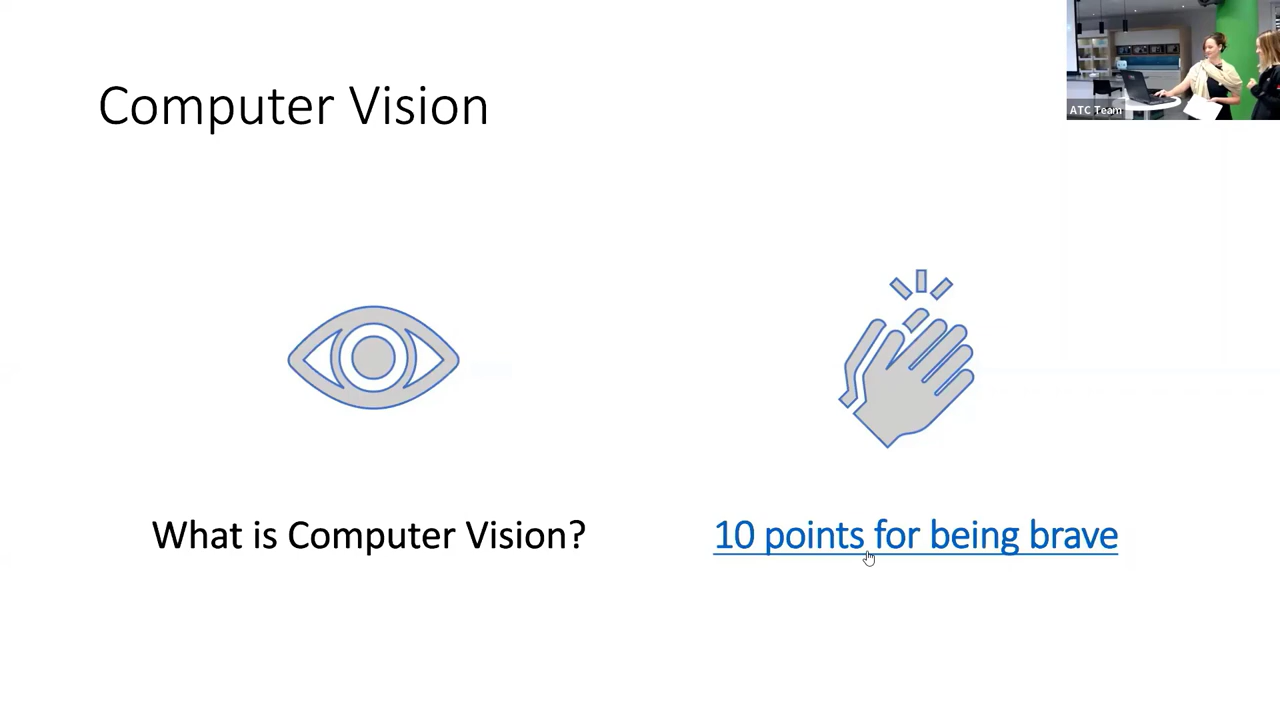 Computer Vision
ATC Team
What is Computer Vision?
10 points for being brave